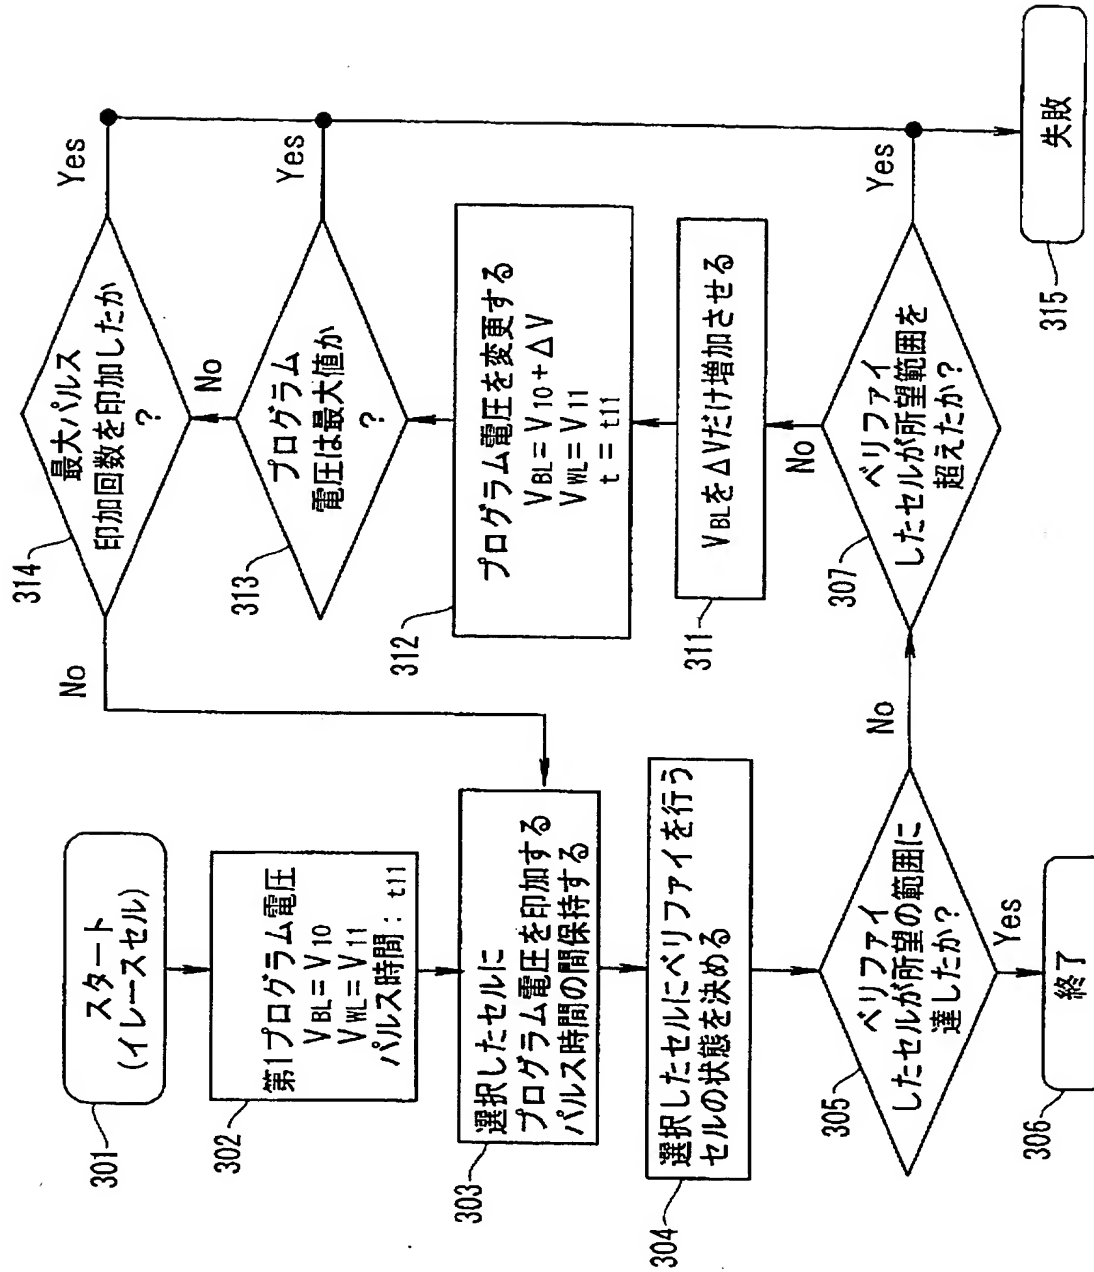 スタート
(イレースセル)
301
第1プログラム電圧
VBL=V10
VWL=V11
パルス時間：t11
302
選択したセルに
プログラム電圧を印加する
パルス時間の間保持する
303
選択したセルにベリファイを行う
セルの状態を決める
304
ベリファイ
したセルが所望の範囲に
達したか？
305
Yes
No
終了
306
ベリファイ
したセルが所望範囲を
超えたか？
307
Yes
No
VBLをΔVだけ増加させる
311
プログラム電圧を変更する
VBL=V10+ΔV
VWL=V11
t=t11
312
プログラム
電圧は最大値か
？
313
Yes
No
最大パルス
印加回数を印加したか
？
314
Yes
No
失敗
315